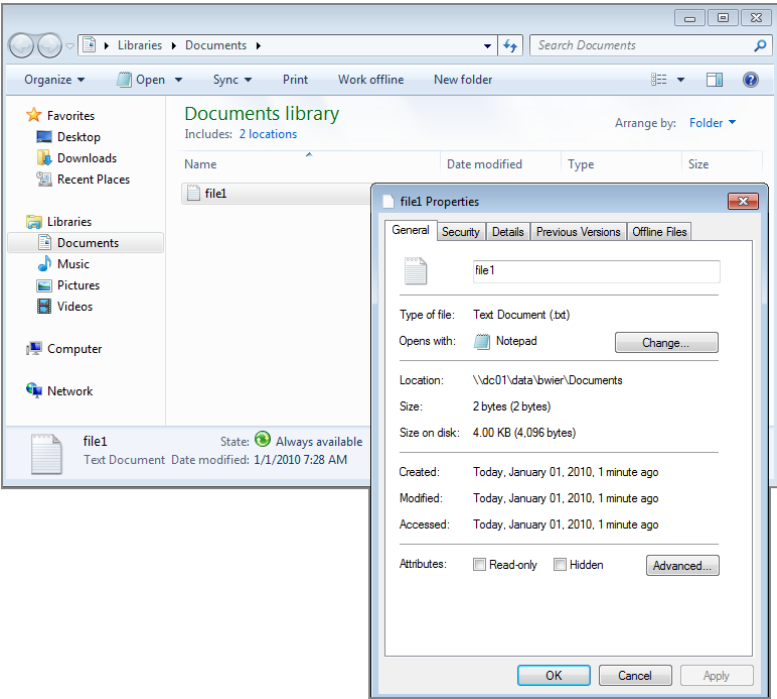 Libraries Documents
Search Documents
Organize Open Sync Print Work offline New folder
Favorites
Desktop
Downloads
Recent Places
Libraries
Documents
Music
Pictures
Videos
Computer
Network
Documents library
Includes: 2 locations
Arrange by: Folder
Name Date modified Type Size
file1
file1 State: Always available
Text Document Date modified: 1/1/2010 7:28 AM
file1 Properties
General Security Details Previous Versions Offline Files
file1
Type of file: Text Document (.txt)
Opens with: Notepad Change...
Location: \\dc01\data\bwier\Documents
Size: 2 bytes (2 bytes)
Size on disk: 4.00 KB (4,096 bytes)
Created: Today, January 01, 2010, 1 minute ago
Modified: Today, January 01, 2010, 1 minute ago
Accessed: Today, January 01, 2010, 1 minute ago
Attributes: Read-only Hidden Advanced...
OK Cancel Apply